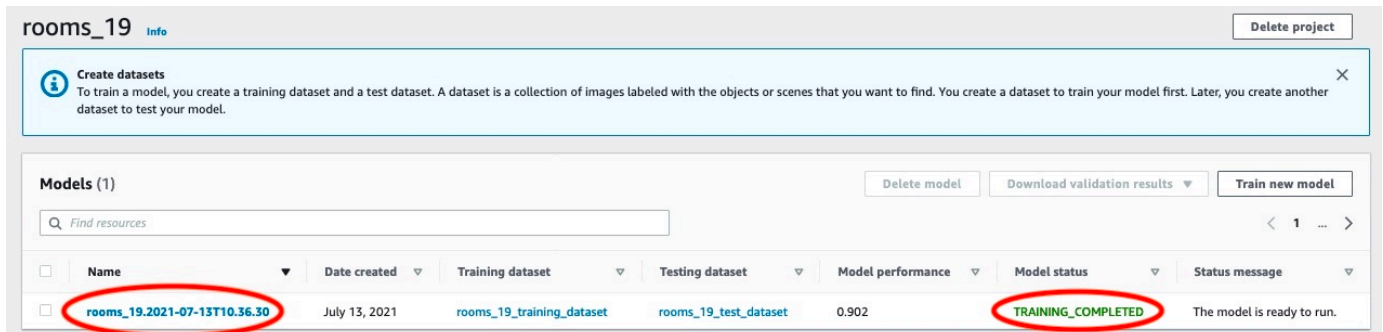 rooms_19 Info
Delete project
Create datasets
To train a model, you create a training dataset and a test dataset. A dataset is a collection of images labeled with the objects or scenes that you want to find. You create a dataset to train your model first. Later, you create another
dataset to test your model.
Models (1)
Delete model
Download validation results
Train new model
Find resources
1 ...
Name Date created Training dataset Testing dataset Model performance Model status Status message
rooms_19.2021-07-13T10.36.30 July 13, 2021 rooms_19_training_dataset rooms_19_test_dataset 0.902 TRAINING_COMPLETED The model is ready to run.